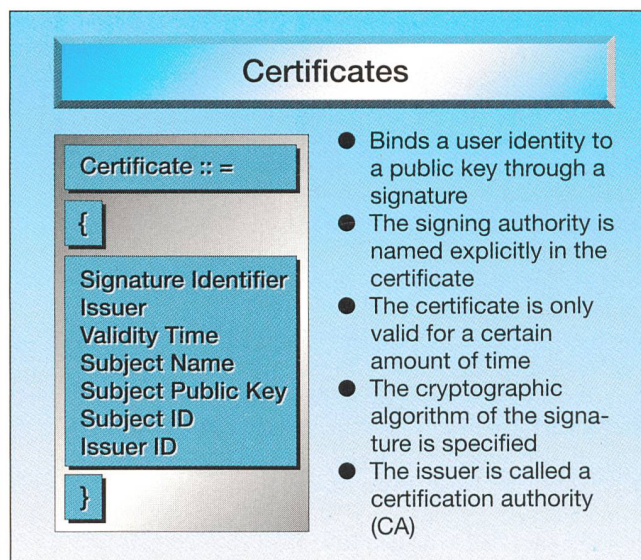 Certificates
Certificate :: =
{
Signature Identifier
Issuer
Validity Time
Subject Name
Subject Public Key
Subject ID
Issuer ID
}
● Binds a user identity to
a public key through a
signature
● The signing authority is
named explicitly in the
certificate
● The certificate is only
valid for a certain
amount of time
● The cryptographic
algorithm of the signa-
ture is specified
● The issuer is called a
certification authority
(CA)